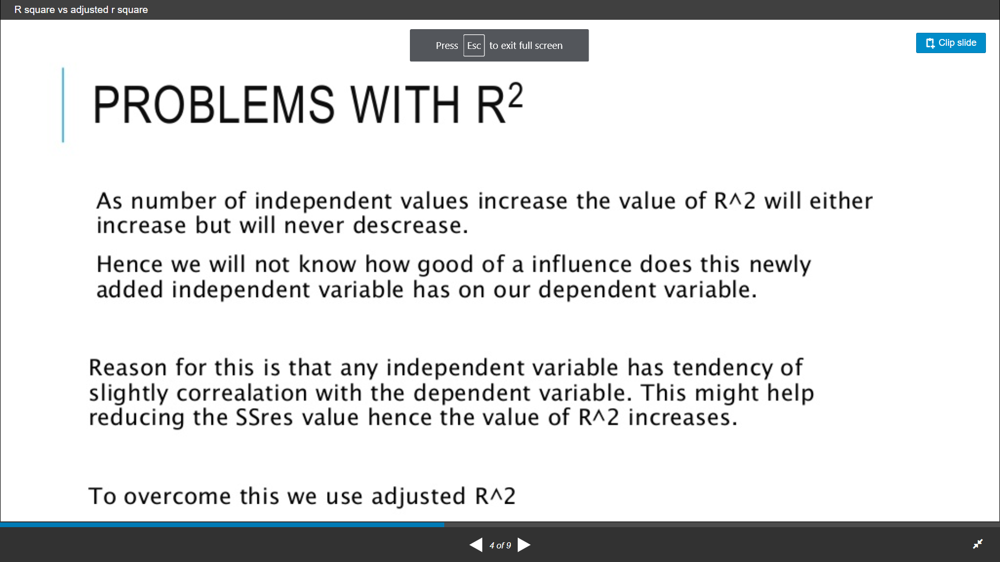 R square vs adjusted r square
Press Esc to exit full screen
Clip slide
PROBLEMS WITH R²
As number of independent values increase the value of R^2 will either
increase but will never descrease.
Hence we will not know how good of a influence does this newly
added independent variable has on our dependent variable.
Reason for this is that any independent variable has tendency of
slightly correalation with the dependent variable. This might help
reducing the SSres value hence the value of R^2 increases.
To overcome this we use adjusted R^2
4 of 9